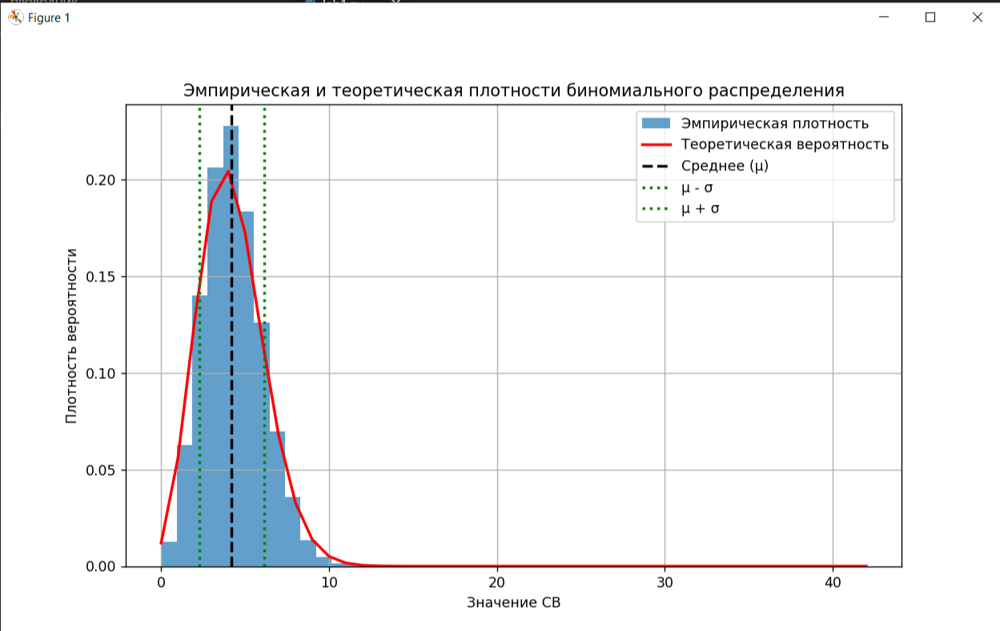 Figure 1
Эмпирическая и теоретическая плотности биномиального распределения
Эмпирическая плотность
Теоретическая вероятность
Среднее (μ)
μ - σ
μ + σ
Плотность вероятности
0.20
0.15
0.10
0.05
0.00
0 10 20 30 40
Значение СВ